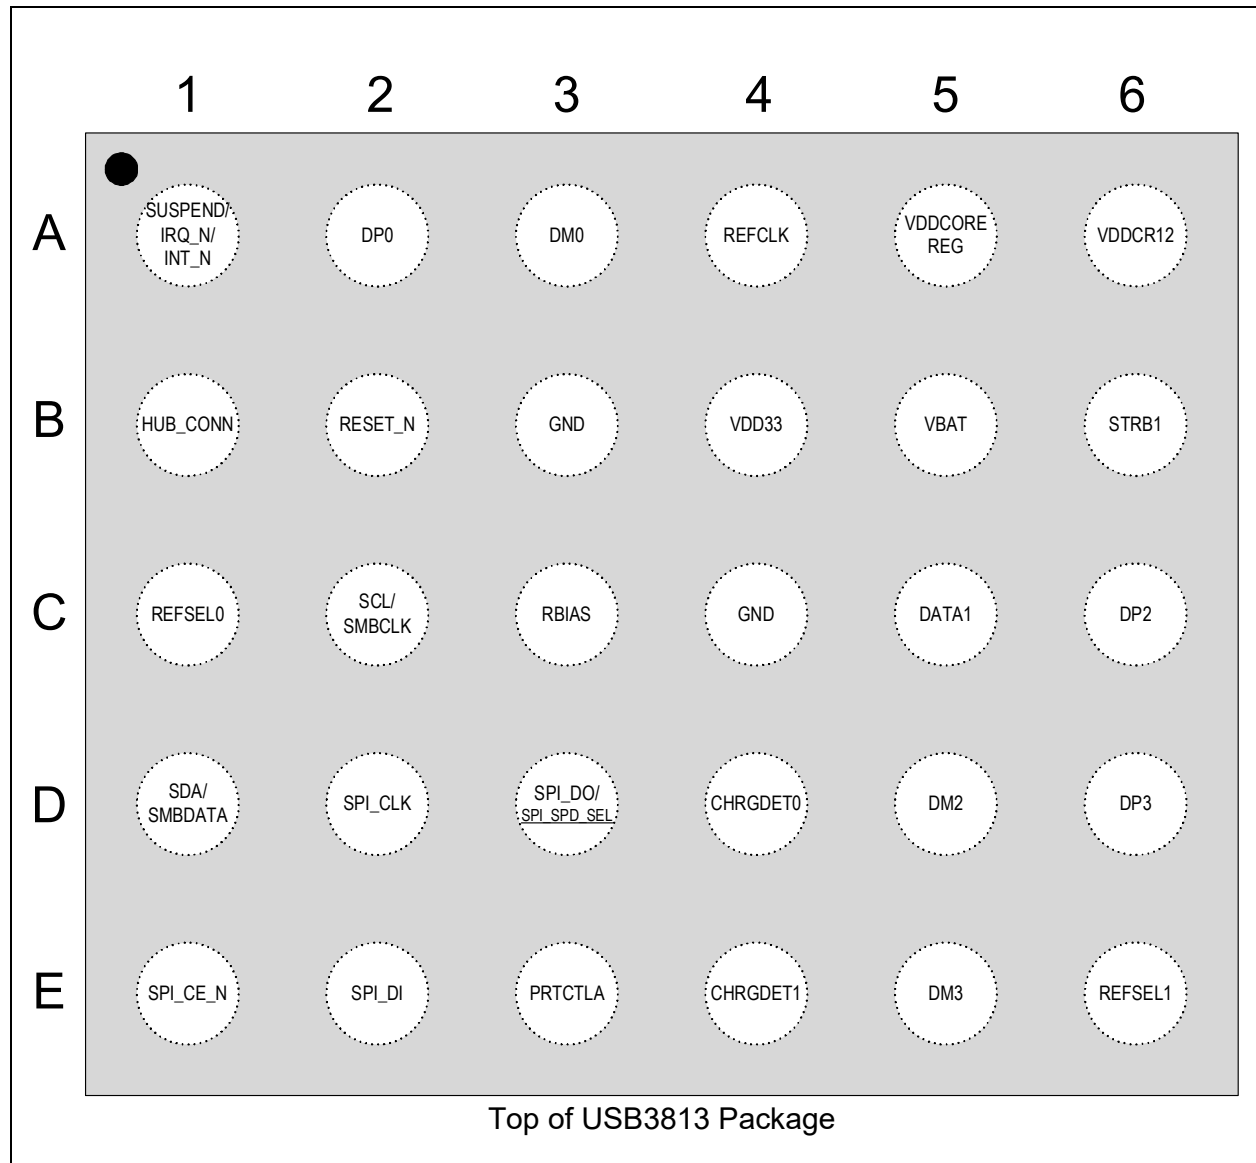 1 2 3 4 5 6
A
SUSPEND/
IRQ_N/
INT_N
DP0
DM0
REFCLK
VDDCORE
REG
VDDCR12
B
HUB_CONN
RESET_N
GND
VDD33
VBAT
STRB1
C
REFSEL0
SCL/
SMBCLK
RBIAS
GND
DATA1
DP2
D
SDA/
SMBDATA
SPI_CLK
SPI_DO/
SPI_SPD_SEL
CHRGDET0
DM2
DP3
E
SPI_CE_N
SPI_DI
PRTCTLA
CHRGDET1
DM3
REFSEL1
Top of USB3813 Package